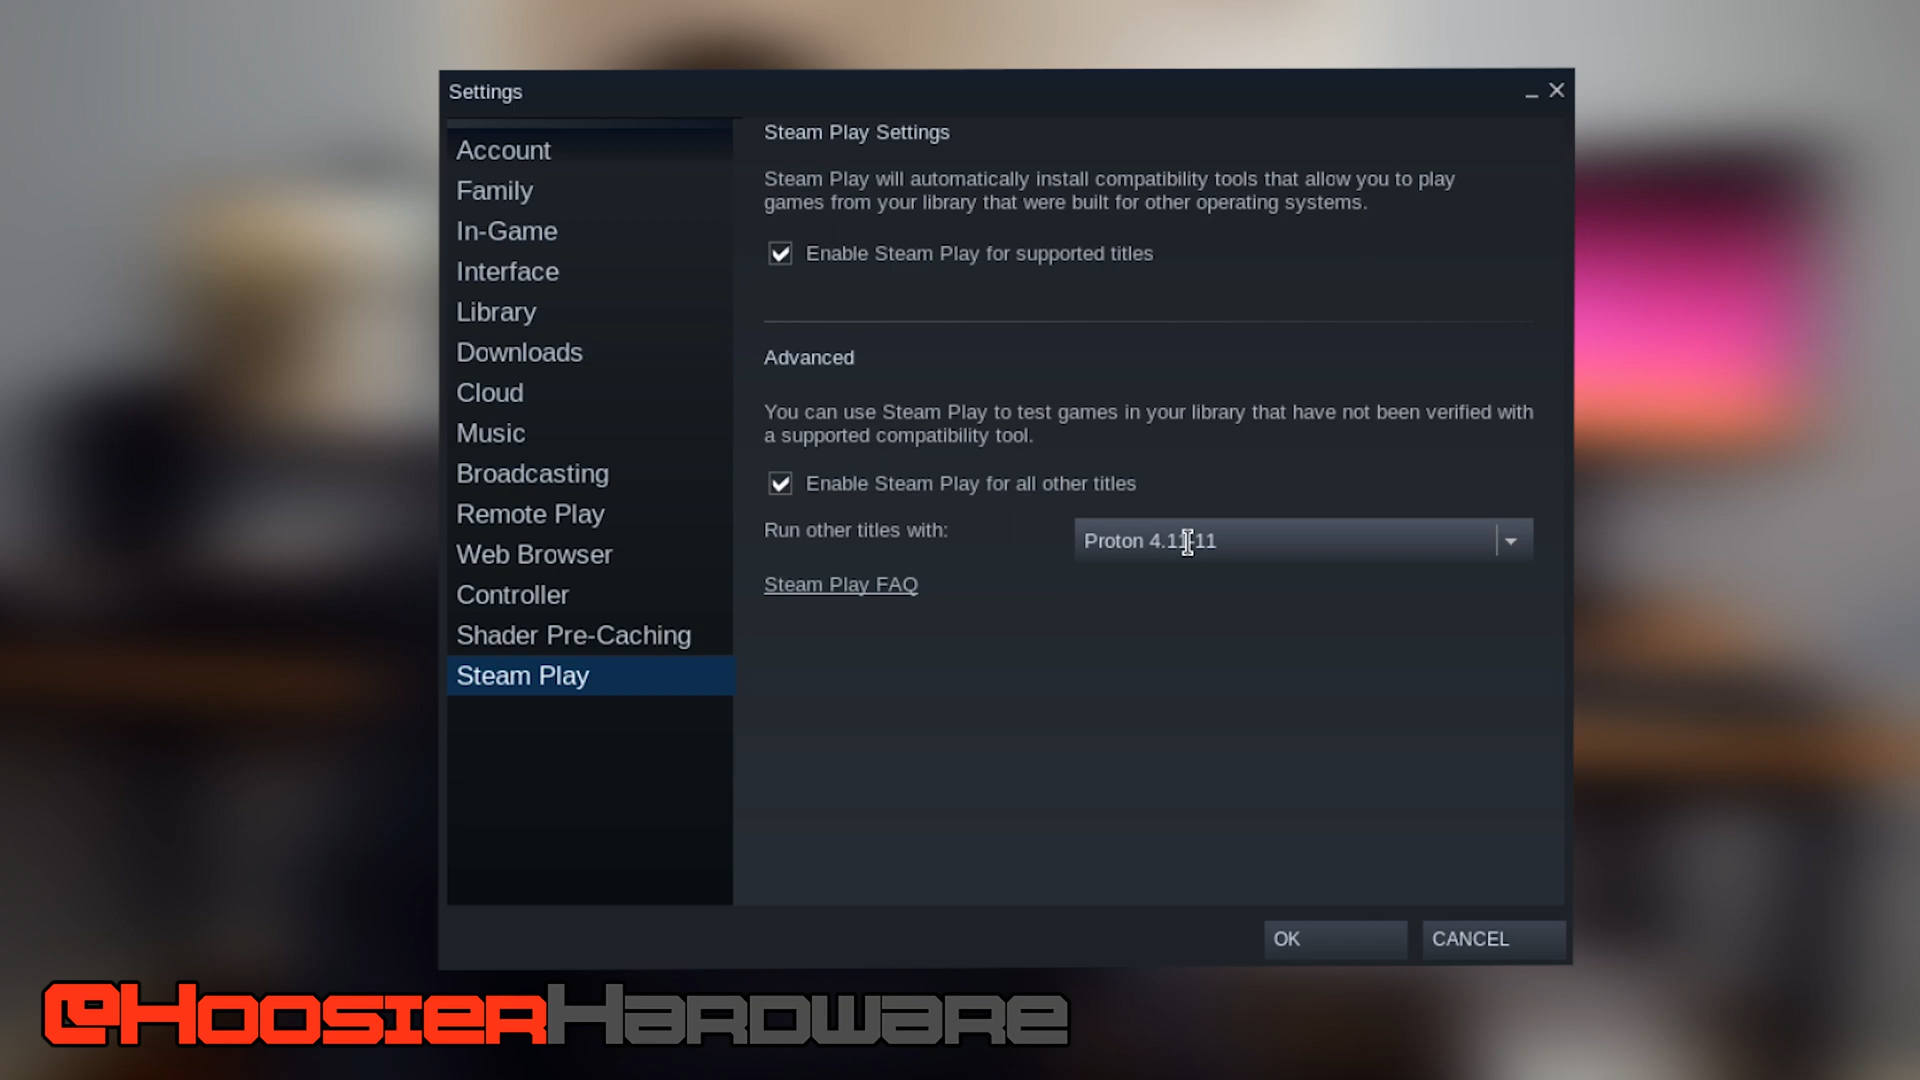 Settings
Account
Family
In-Game
Interface
Library
Downloads
Cloud
Music
Broadcasting
Remote Play
Web Browser
Controller
Shader Pre-Caching
Steam Play
Steam Play Settings
Steam Play will automatically install compatibility tools that allow you to play
games from your library that were built for other operating systems.
Enable Steam Play for supported titles
Advanced
You can use Steam Play to test games in your library that have not been verified with
a supported compatibility tool.
Enable Steam Play for all other titles
Run other titles with:
Proton 4.11-11
Steam Play FAQ
OK
CANCEL
@HoosierHardware